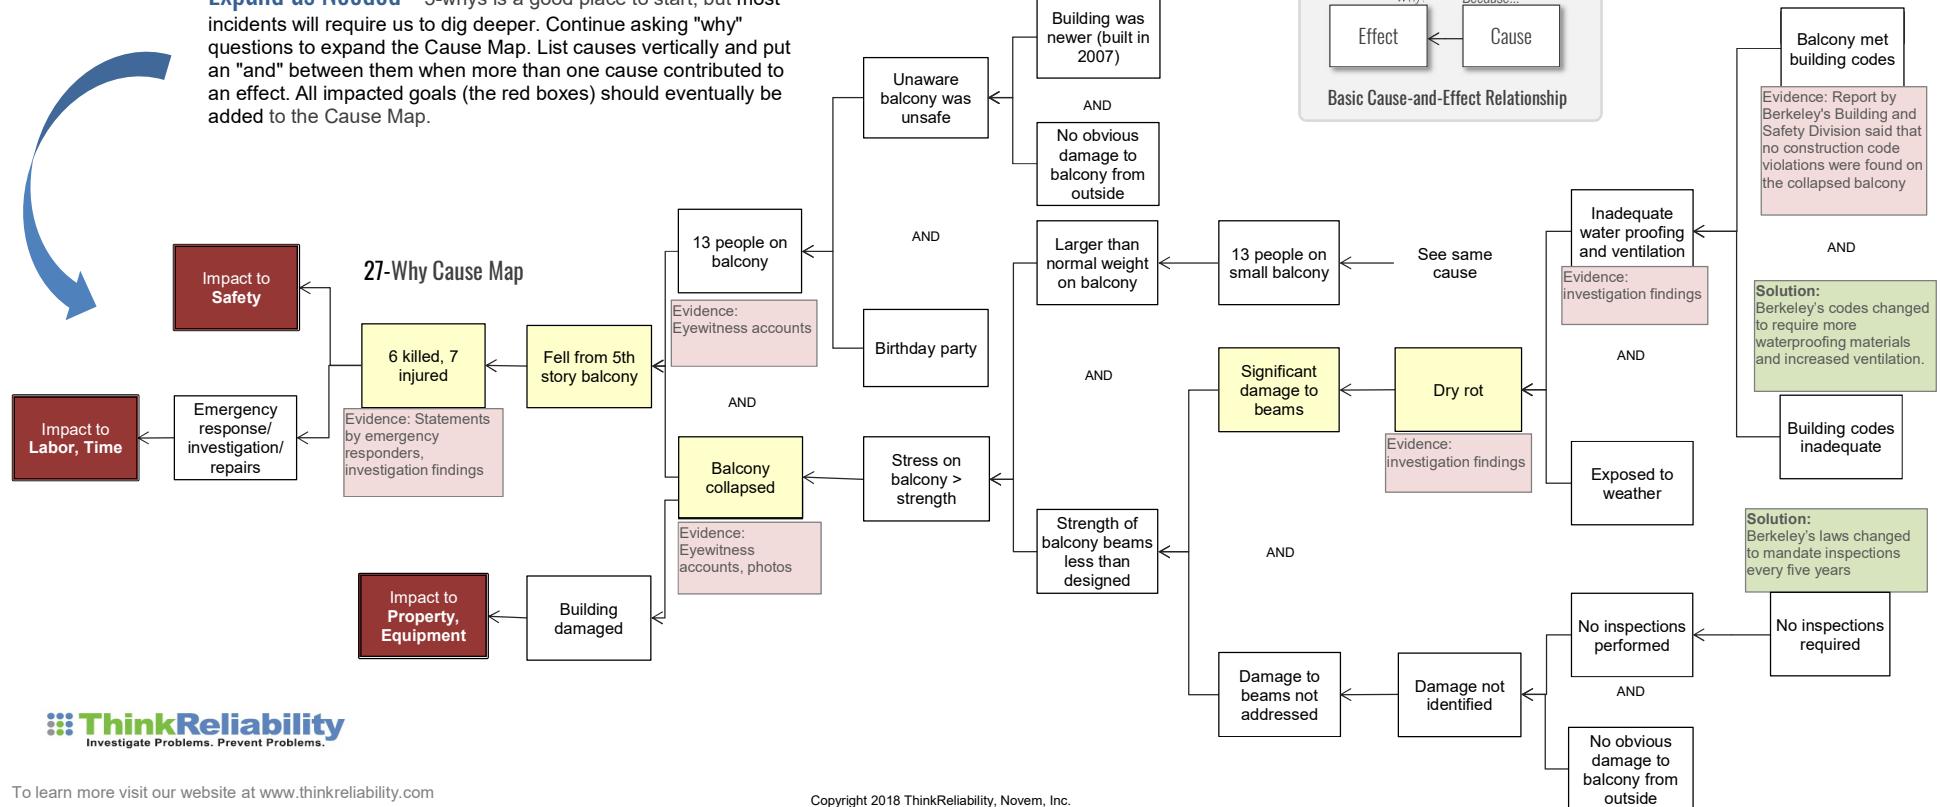 Expand as Needed - 5-whys is a good place to start, but most
incidents will require us to dig deeper. Continue asking "why"
questions to expand the Cause Map. List causes vertically and put
an "and" between them when more than one cause contributed to
an effect. All impacted goals (the red boxes) should eventually be
added to the Cause Map.
27-Why Cause Map
Impact to
Safety
Impact to
Labor, Time
Emergency
response/
investigation/
repairs
6 killed, 7
injured
Evidence: Statements
by emergency
responders,
investigation findings
Fell from 5th
story balcony
Impact to
Property,
Equipment
Building
damaged
13 people on
balcony
Evidence:
Eyewitness accounts
AND
Balcony
collapsed
Evidence:
Eyewitness
accounts, photos
Unaware
balcony was
unsafe
AND
Birthday party
Stress on
balcony >
strength
Building was
newer (built in
2007)
AND
No obvious
damage to
balcony from
outside
Larger than
normal weight
on balcony
AND
Strength of
balcony beams
less than
designed
13 people on
small balcony
See same
cause
Significant
damage to
beams
AND
Damage to
beams not
addressed
Dry rot
Evidence:
investigation findings
Damage not
identified
Why?
Because...
Effect
Cause
Basic Cause-and-Effect Relationship
Inadequate
water proofing
and ventilation
Evidence:
investigation findings
AND
Exposed to
weather
No inspections
performed
AND
No obvious
damage to
balcony from
outside
Balcony met
building codes
Evidence: Report by
Berkeley's Building and
Safety Division said that
no construction code
violations were found on
the collapsed balcony
AND
Solution:
Berkeley's codes changed
to require more
waterproofing materials
and increased ventilation.
Building codes
inadequate
Solution:
Berkeley's laws changed
to mandate inspections
every five years
No inspections
required
ThinkReliability
Investigate Problems. Prevent Problems.
To learn more visit our website at www.thinkreliability.com
Copyright 2018 ThinkReliability, Novem, Inc.